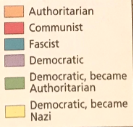 Authoritarian
Communist
Fascist
Democratic
Democratic, became
Authoritarian
Democratic, became
Nazi